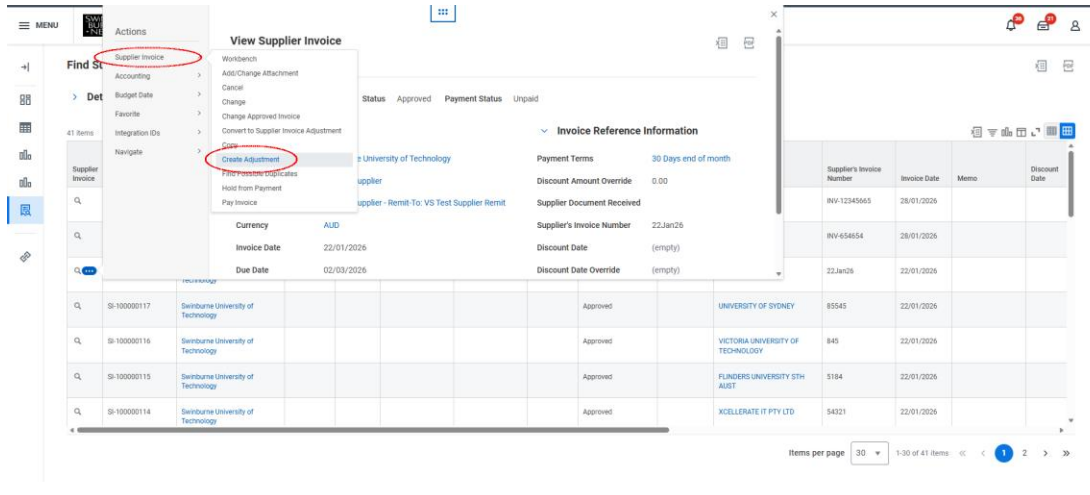 MENU
SWI
BU
NE
Find Su
Det
41 items
Actions
Supplier Invoice
Accounting
Budget Date
Favorite
Integration IDs
Navigate
View Supplier Invoice
Workbench
Add/Change Attachment
Cancel
Change
Change Approved Invoice
Convert to Supplier Invoice Adjustment
Copy
Create Adjustment
Find Possible Duplicates
Hold from Payment
Pay Invoice
Status Approved Payment Status Unpaid
e University of Technology
upplier
upplier - Remit-To: VS Test Supplier Remit
Currency AUD
Invoice Date 22/01/2026
Due Date 02/03/2026
Invoice Reference Information
Payment Terms 30 Days end of month
Discount Amount Override 0.00
Supplier Document Received
Supplier's Invoice Number 22Jan26
Discount Date (empty)
Discount Date Override (empty)
Supplier Invoice Supplier's Invoice Number Invoice Date Memo Discount Date
INV-12345665 28/01/2026
INV-654654 28/01/2026
Technology 22Jan26 22/01/2026
SI-100000117 Swinburne University of Technology Approved UNIVERSITY OF SYDNEY 85545 22/01/2026
SI-100000116 Swinburne University of Technology Approved VICTORIA UNIVERSITY OF TECHNOLOGY 845 22/01/2026
SI-100000115 Swinburne University of Technology Approved FLINDERS UNIVERSITY STH AUST 5184 22/01/2026
SI-100000114 Swinburne University of Technology Approved XCELLERATE IT PTY LTD 54321 22/01/2026
Items per page 30 1-30 of 41 items 1 2